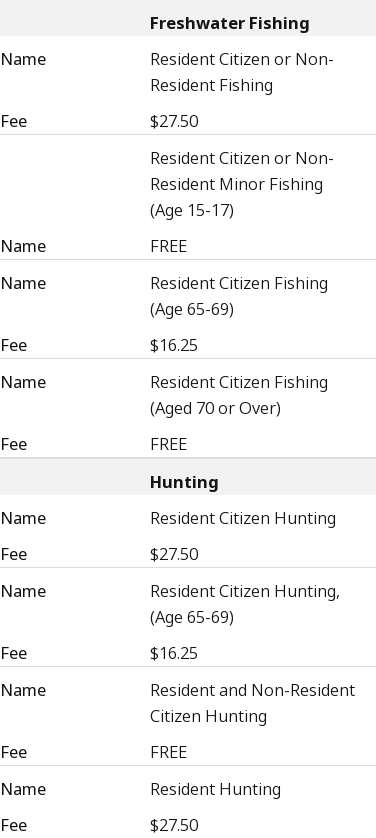 Freshwater Fishing
Name Resident Citizen or Non-
Resident Fishing
Fee $27.50
Resident Citizen or Non-
Resident Minor Fishing
(Age 15-17)
Name FREE
Name Resident Citizen Fishing
(Age 65-69)
Fee $16.25
Name Resident Citizen Fishing
(Aged 70 or Over)
Fee FREE
Hunting
Name Resident Citizen Hunting
Fee $27.50
Name Resident Citizen Hunting,
(Age 65-69)
Fee $16.25
Name Resident and Non-Resident
Citizen Hunting
Fee FREE
Name Resident Hunting
Fee $27.50